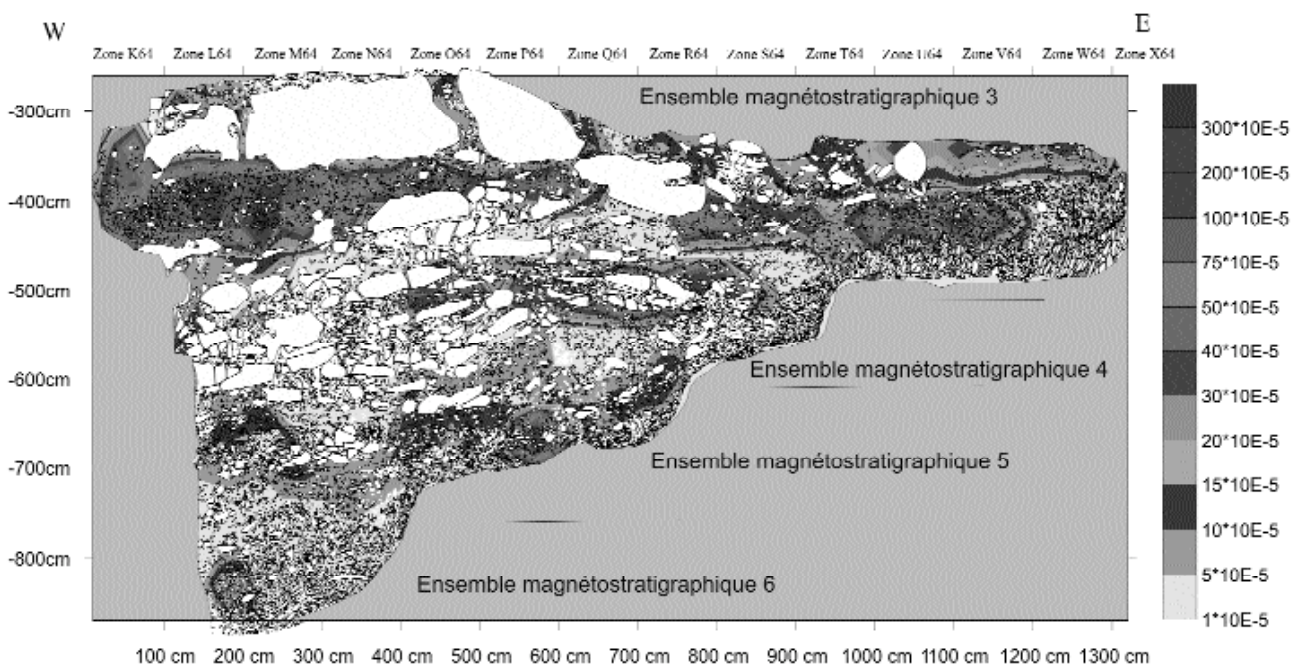 W
E
Zone K64 Zone L64 Zone M64 Zone N64 Zone O64 Zone P64 Zone Q64 Zone R64 Zone S64 Zone T64 Zone U64 Zone V64 Zone W64 Zone X64
Ensemble magnétostratigraphique 3
-300cm
-400cm
-500cm
-600cm
-700cm
-800cm
Ensemble magnétostratigraphique 4
Ensemble magnétostratigraphique 5
Ensemble magnétostratigraphique 6
300*10E-5
200*10E-5
100*10E-5
75*10E-5
50*10E-5
40*10E-5
30*10E-5
20*10E-5
15*10E-5
10*10E-5
5*10E-5
1*10E-5
100 cm 200 cm 300 cm 400 cm 500 cm 600 cm 700 cm 800 cm 900 cm 1000 cm 1100 cm 1200 cm 1300 cm